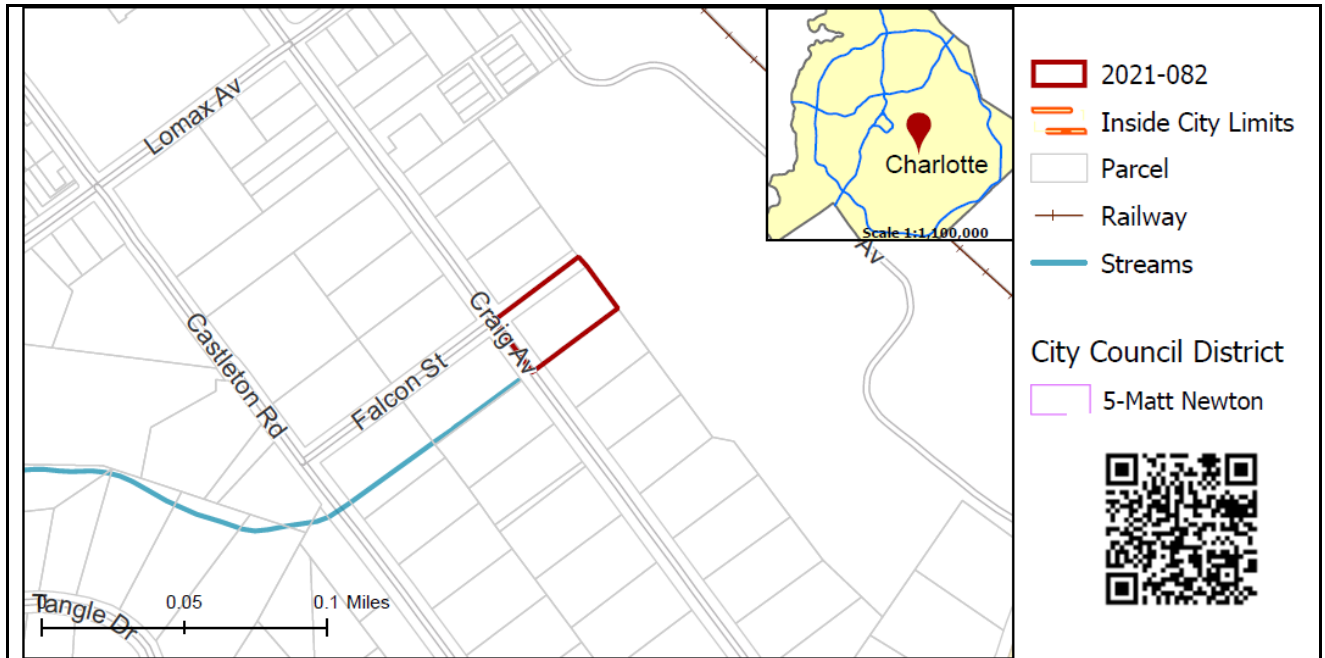 Lomax Av
Charlotte
Scale 1:1,100,000
Av
Craig Av
Castleton Rd
Falcon St
Tangle Dr
0 0.05 0.1 Miles
2021-082
Inside City Limits
Parcel
Railway
Streams
City Council District
5-Matt Newton